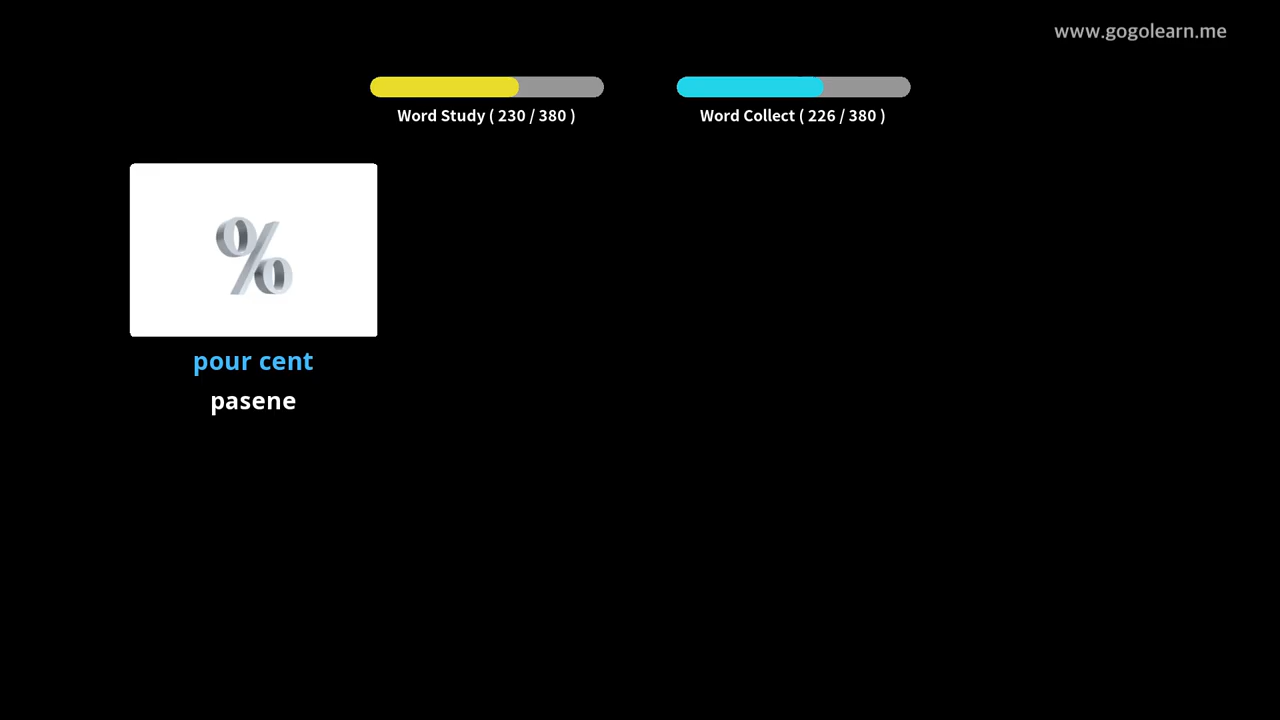 www.gogolearn.me
Word Study ( 230 / 380 )
Word Collect ( 226 / 380 )
%
pour cent
pasene